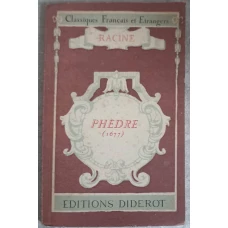 Classiques Français et Etrangers
RACINE
PHÈDRE
(1677)
EDITIONS DIDEROT